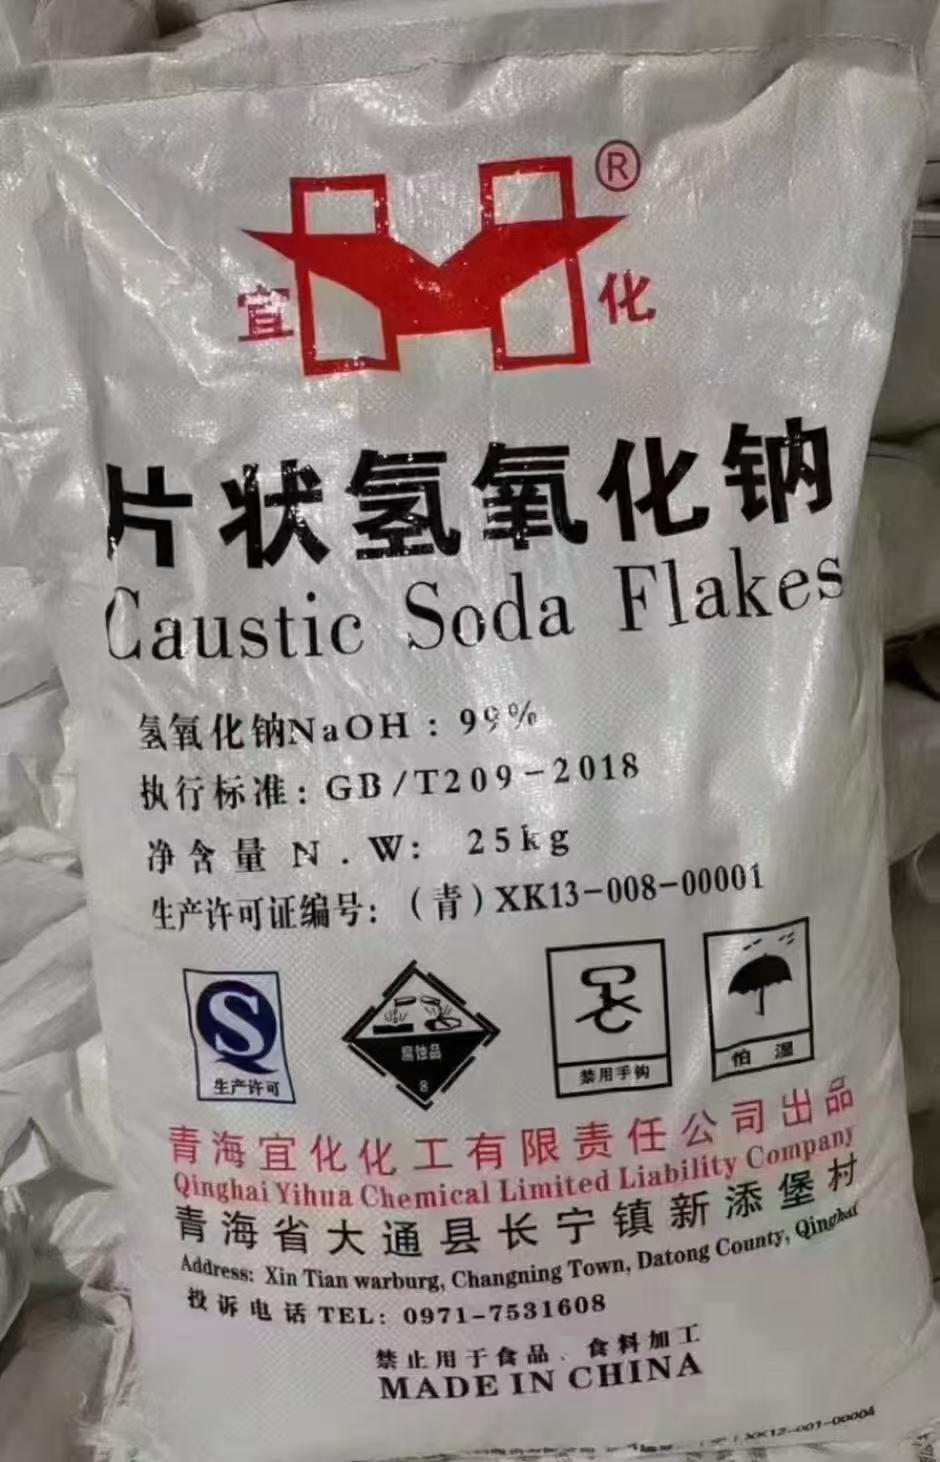 ®
宜 化
片状氢氧化钠
Caustic Soda Flakes
氢氧化钠NaOH：99%
执行标准：GB/T209-2018
净含量 N.W: 25kg
生产许可证编号：（青）XK13-008-00001
QS
生产许可
腐蚀品
8
禁用手钩
怕 湿
青海宜化化工有限责任公司出品
Qinghai Yihua Chemical Limited Liability Company
青海省大通县长宁镇新添堡村
Address: Xin Tian warburg, Changning Town, Datong County, Qinghai
投诉电话 TEL: 0971-7531608
禁止用于食品、食料加工
MADE IN CHINA
XK12-001-00004